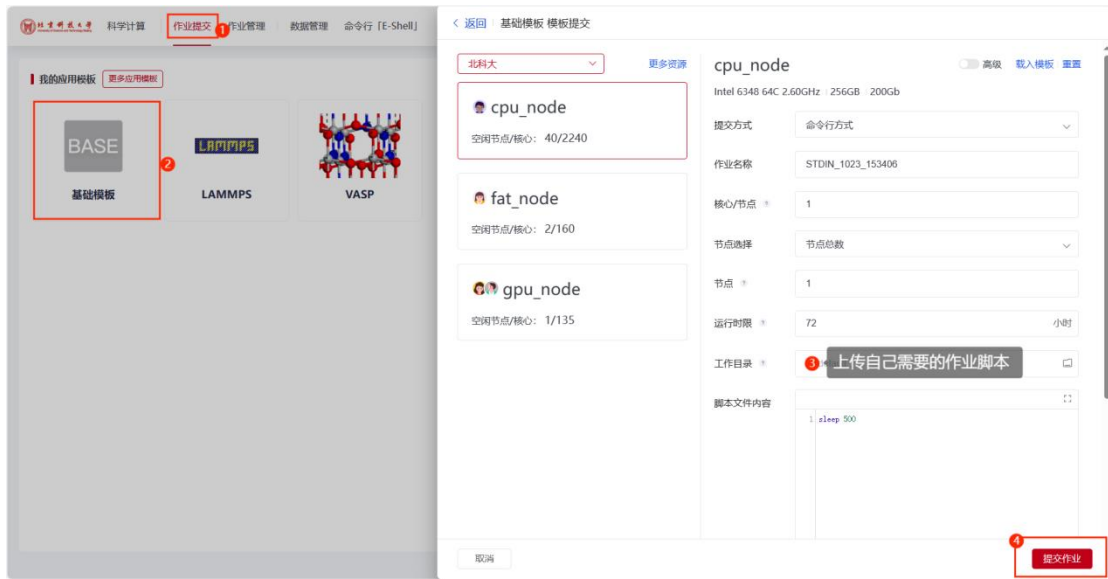 北京科技大学
科学计算
作业提交
1
作业管理
数据管理
命令行「E-Shell」
我的应用模板
更多应用模板
BASE
基础模板
2
LAMMPS
LAMMPS
VASP
< 返回
基础模板 模板提交
北科大
更多资源
cpu_node
空闲节点/核心: 40/2240
fat_node
空闲节点/核心: 2/160
gpu_node
空闲节点/核心: 1/135
取消
cpu_node
高级 载入模板 重置
Intel 6348 64C 2.60GHz 256GB 200Gb
提交方式 命令行方式
作业名称 STDIN_1023_153406
核心/节点 ? 1
节点选择 节点总数
节点 ? 1
运行时限 ? 72 小时
工作目录 ?
3 上传自己需要的作业脚本
脚本文件内容
1 sleep 500
4
提交作业